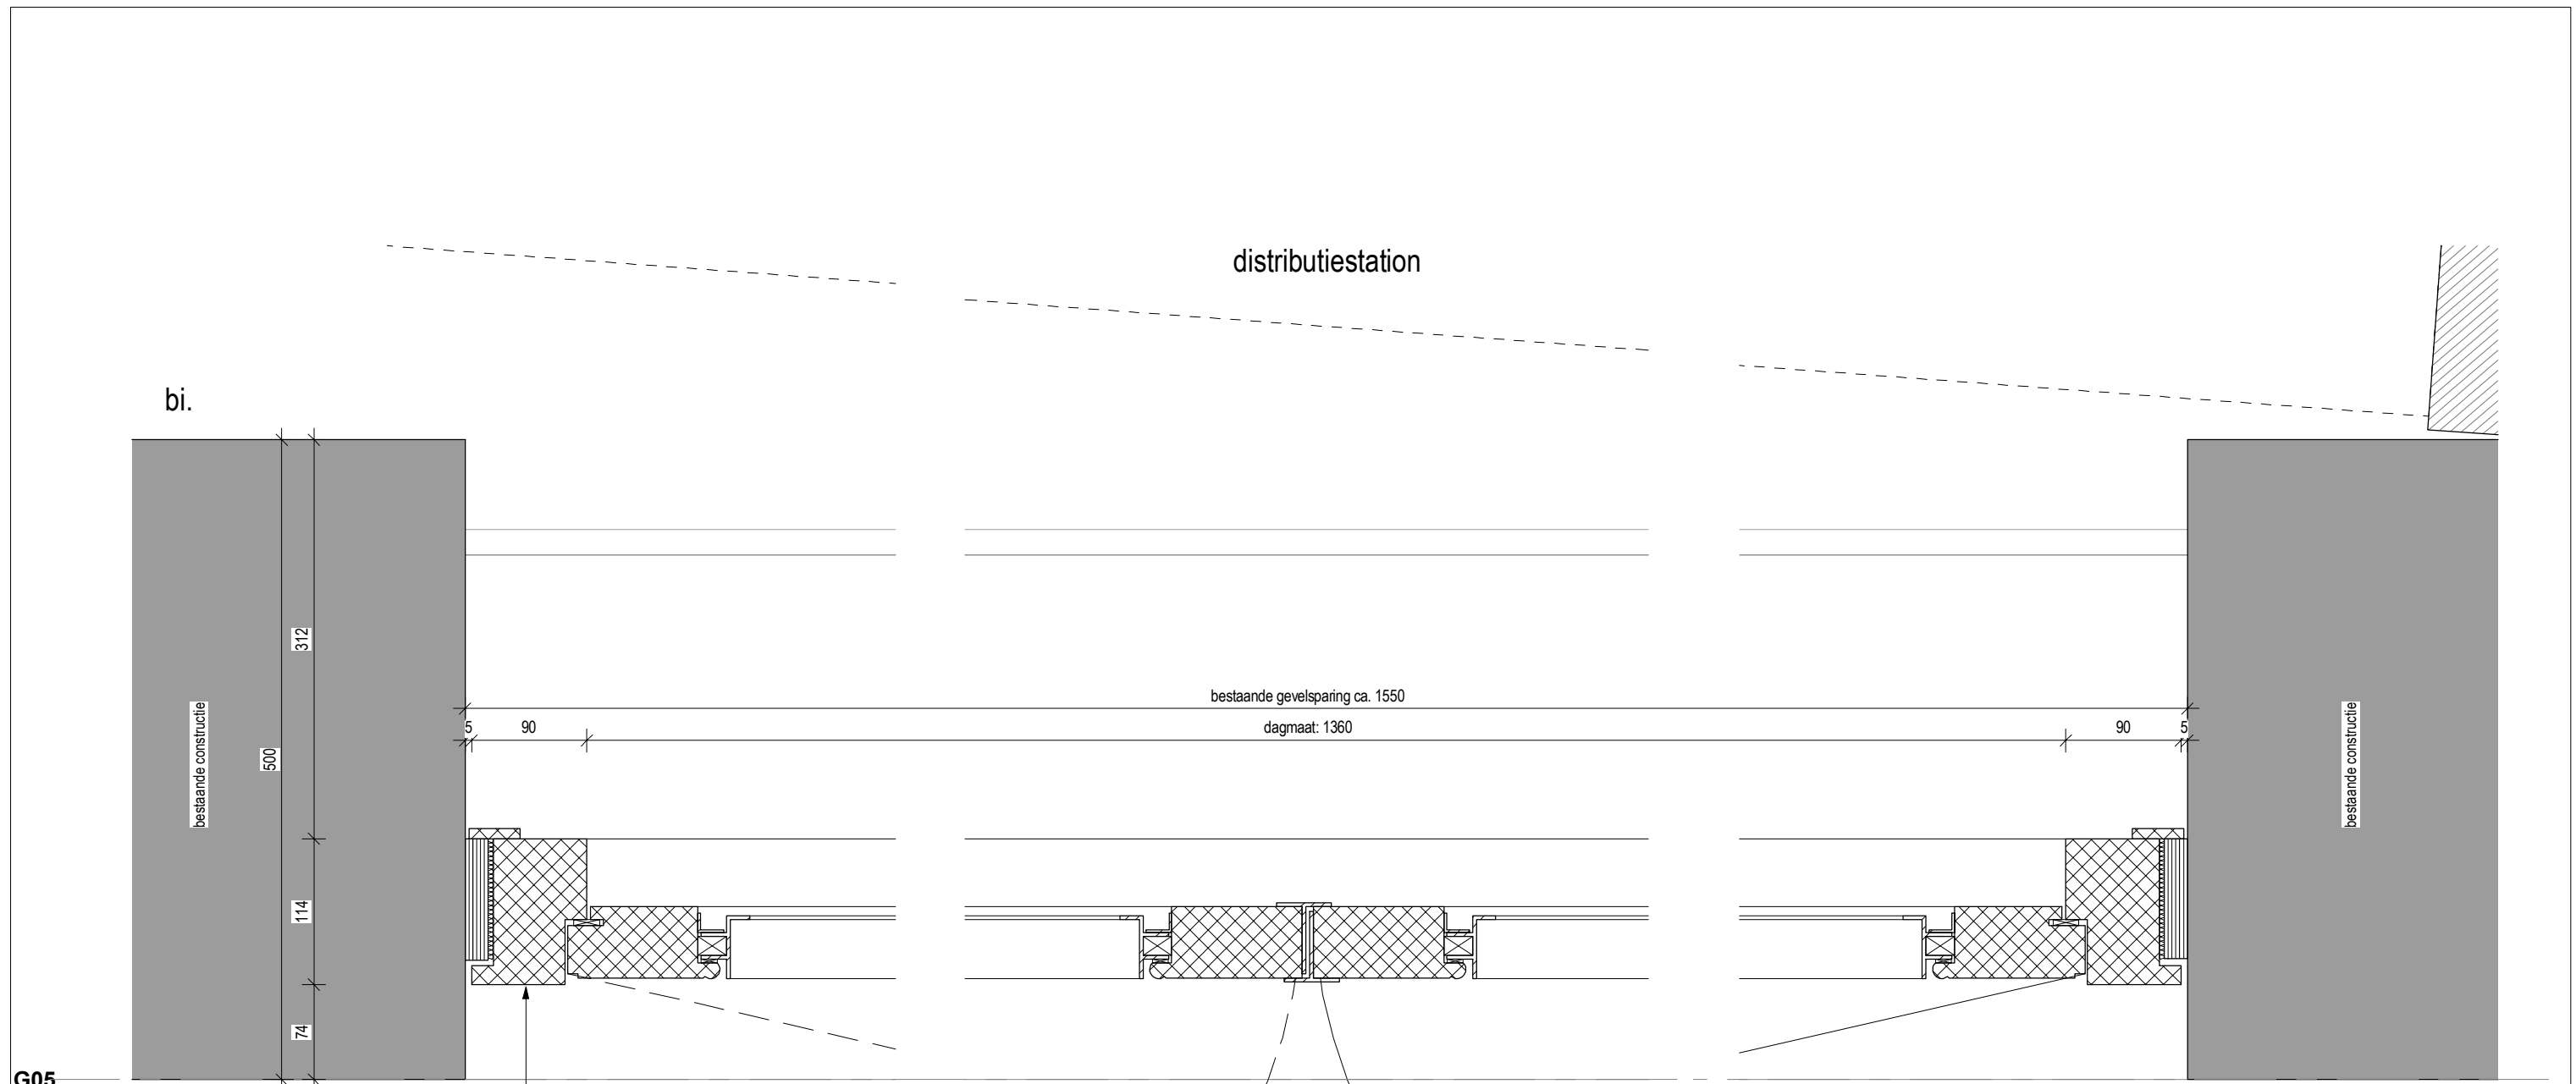 distributiestation
bi.
312
bestaande constructie
500
bestaande gevelsparing ca. 1550
bestaande constructie
5
90
dagmaat: 1360
90
5
114
74
G05